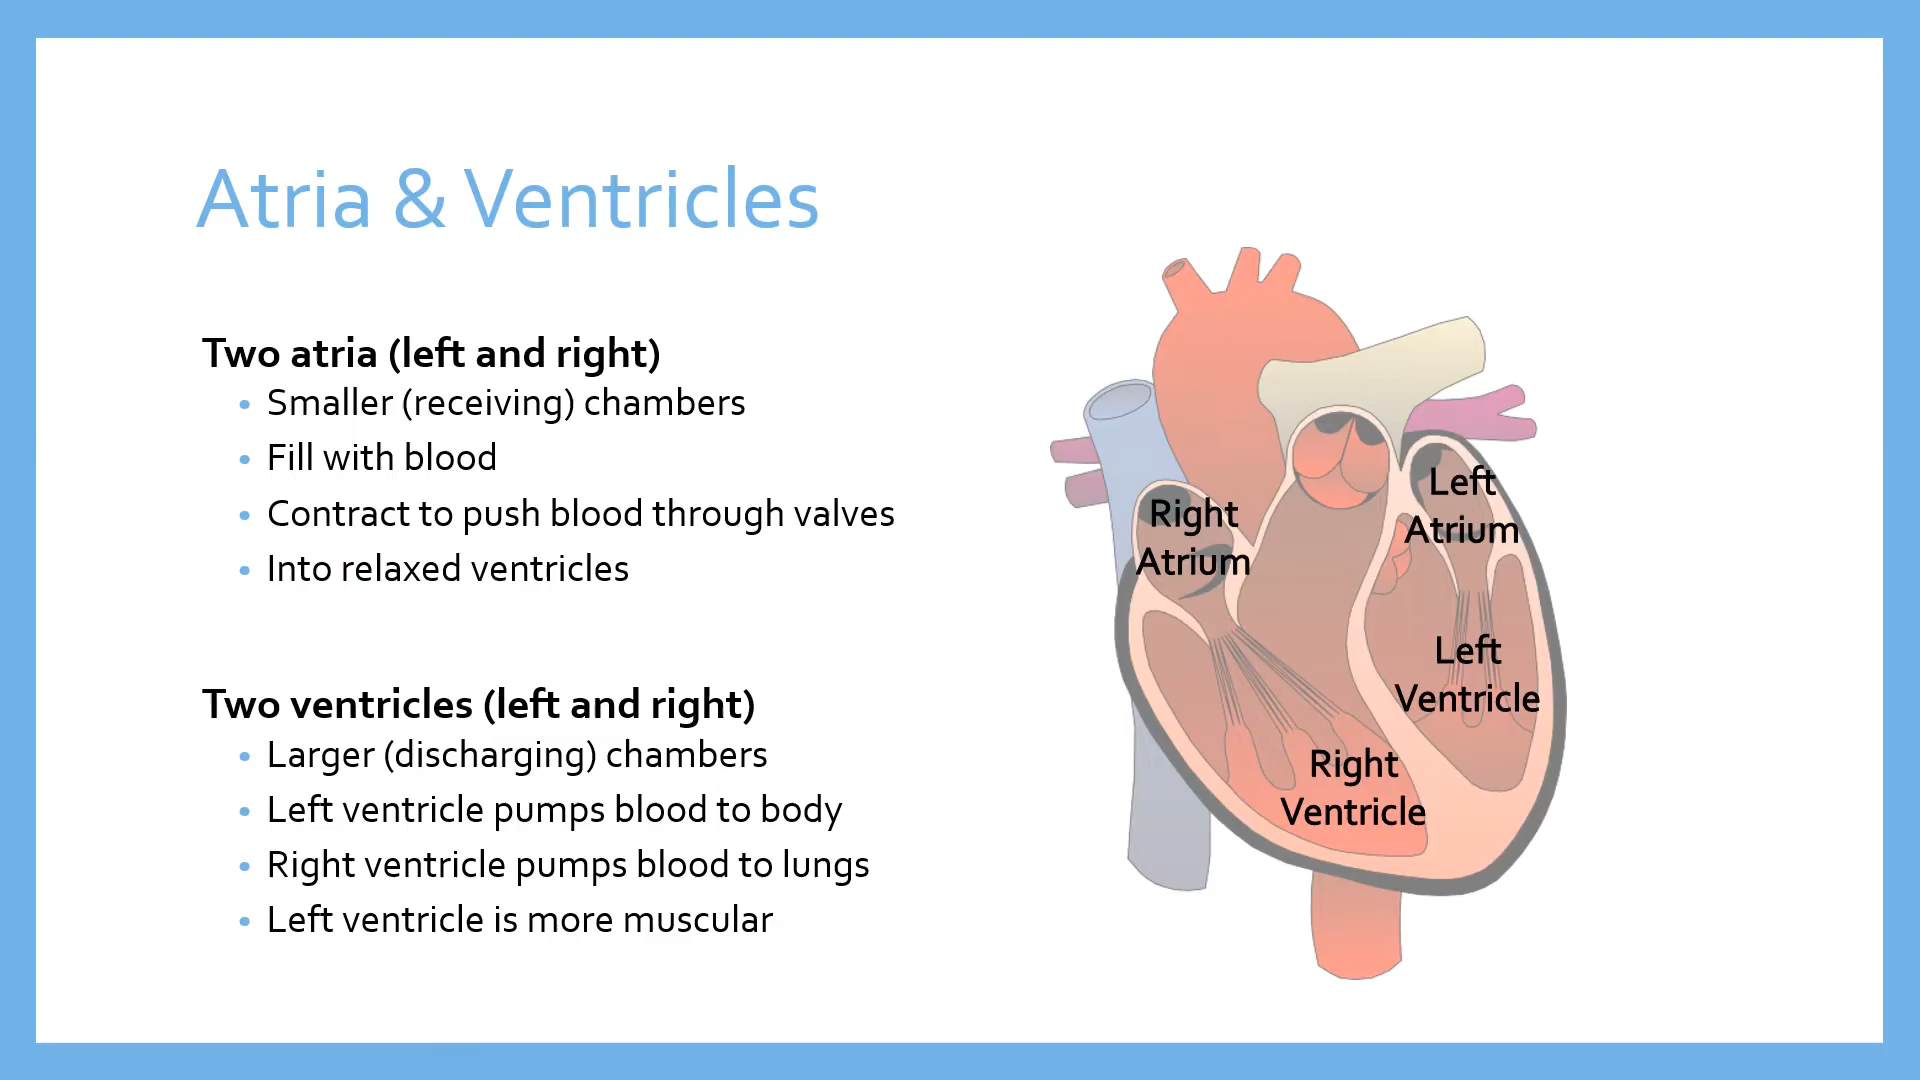 Atria & Ventricles
Two atria (left and right)
• Smaller (receiving) chambers
• Fill with blood
• Contract to push blood through valves
• Into relaxed ventricles
Two ventricles (left and right)
• Larger (discharging) chambers
• Left ventricle pumps blood to body
• Right ventricle pumps blood to lungs
• Left ventricle is more muscular
Right
Atrium
Left
Atrium
Left
Ventricle
Right
Ventricle